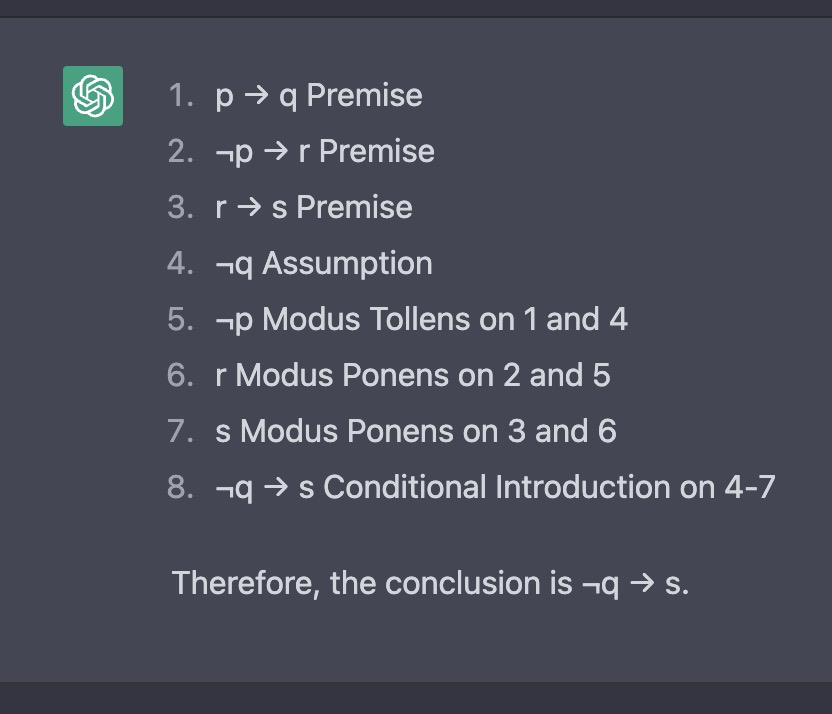 1. p → q Premise
2. ¬p → r Premise
3. r → s Premise
4. ¬q Assumption
5. ¬p Modus Tollens on 1 and 4
6. r Modus Ponens on 2 and 5
7. s Modus Ponens on 3 and 6
8. ¬q → s Conditional Introduction on 4-7
Therefore, the conclusion is ¬q → s.